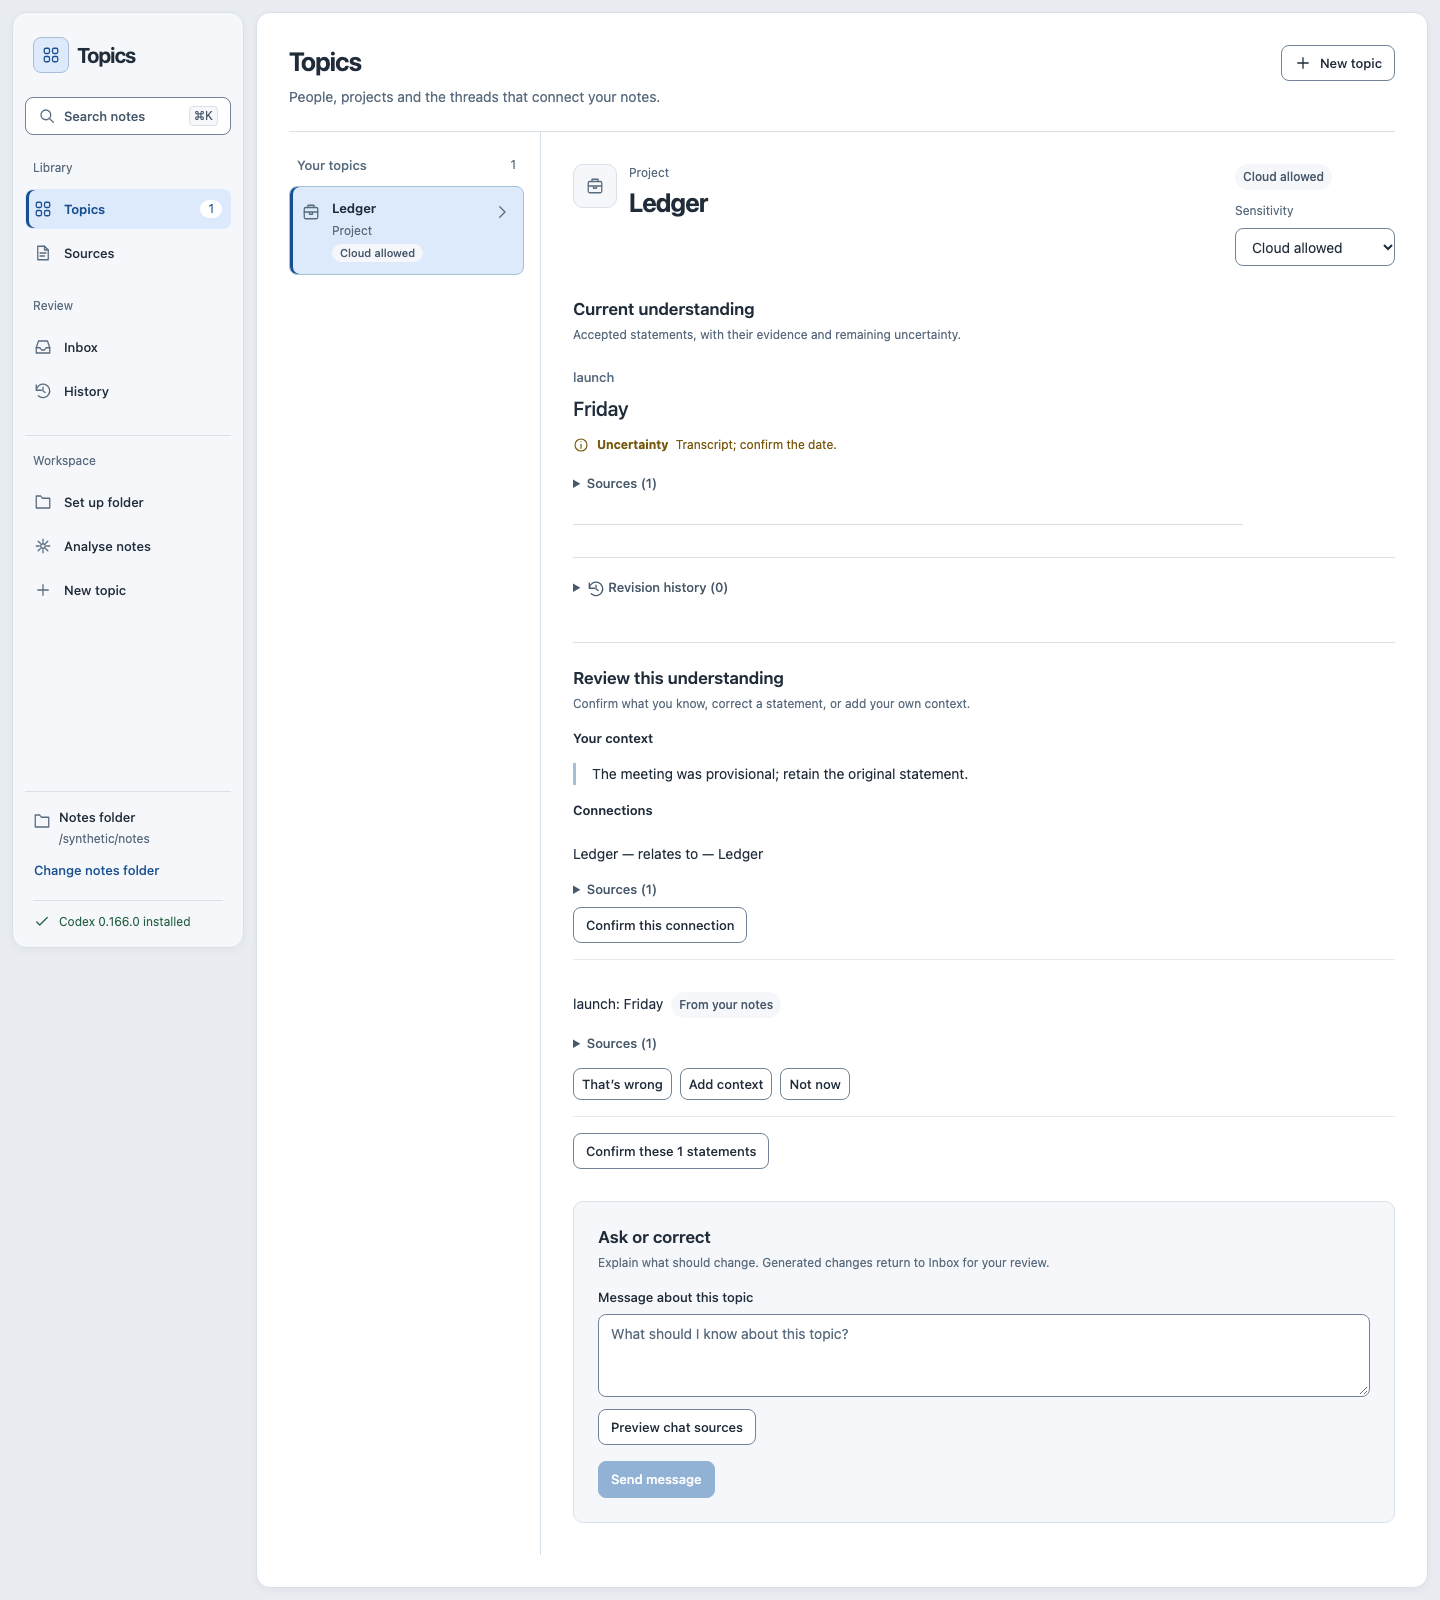 Topics
Search notes
⌘K
Library
Topics
1
Sources
Review
Inbox
History
Workspace
Set up folder
Analyse notes
New topic
Notes folder
/synthetic/notes
Change notes folder
Codex 0.166.0 installed
Topics
People, projects and the threads that connect your notes.
New topic
Your topics
1
Ledger
Project
Cloud allowed
Project
Ledger
Cloud allowed
Sensitivity
Cloud allowed
Current understanding
Accepted statements, with their evidence and remaining uncertainty.
launch
Friday
Uncertainty Transcript; confirm the date.
Sources (1)
Revision history (0)
Review this understanding
Confirm what you know, correct a statement, or add your own context.
Your context
The meeting was provisional; retain the original statement.
Connections
Ledger — relates to — Ledger
Sources (1)
Confirm this connection
launch: Friday From your notes
Sources (1)
That’s wrong
Add context
Not now
Confirm these 1 statements
Ask or correct
Explain what should change. Generated changes return to Inbox for your review.
Message about this topic
What should I know about this topic?
Preview chat sources
Send message